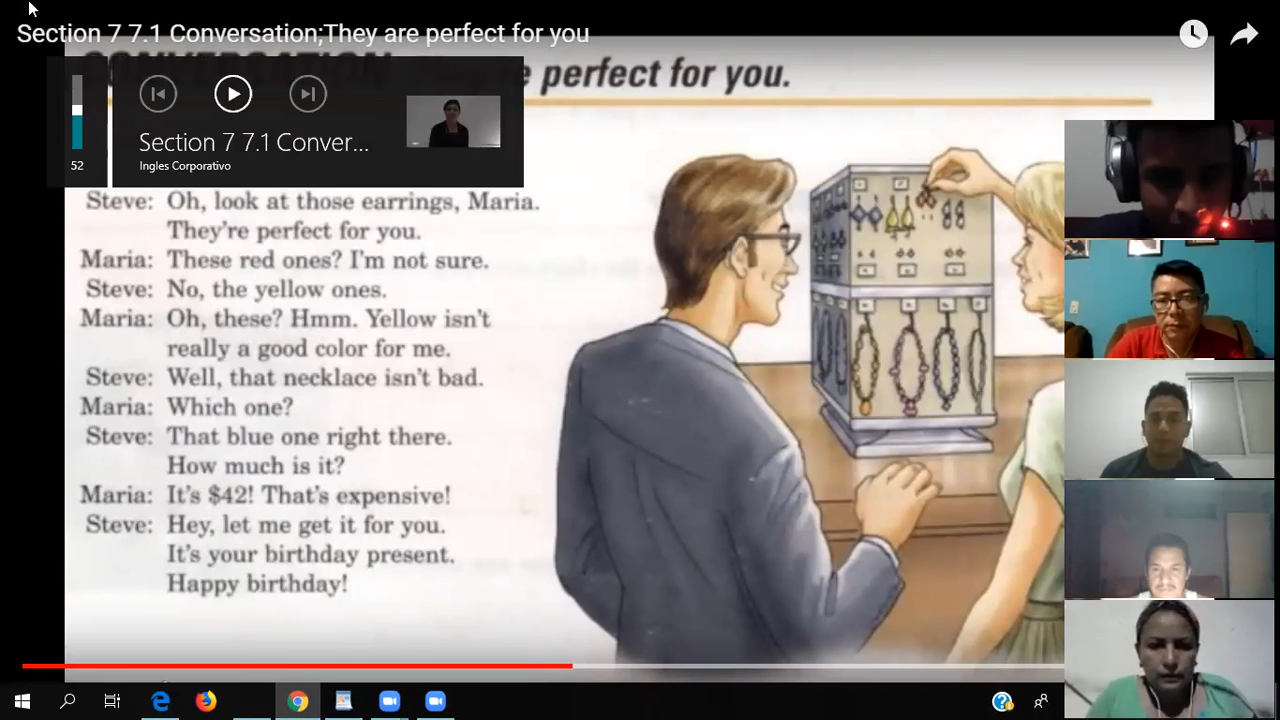 Section 7 7.1 Conversation;They are perfect for you
perfect for you.
Section 7 7.1 Conver...
Ingles Corporativo
52
Steve: Oh, look at those earrings, Maria.
They're perfect for you.
Maria: These red ones? I'm not sure.
Steve: No, the yellow ones.
Maria: Oh, these? Hmm. Yellow isn't
really a good color for me.
Steve: Well, that necklace isn't bad.
Maria: Which one?
Steve: That blue one right there.
How much is it?
Maria: It's $42! That's expensive!
Steve: Hey, let me get it for you.
It's your birthday present.
Happy birthday!